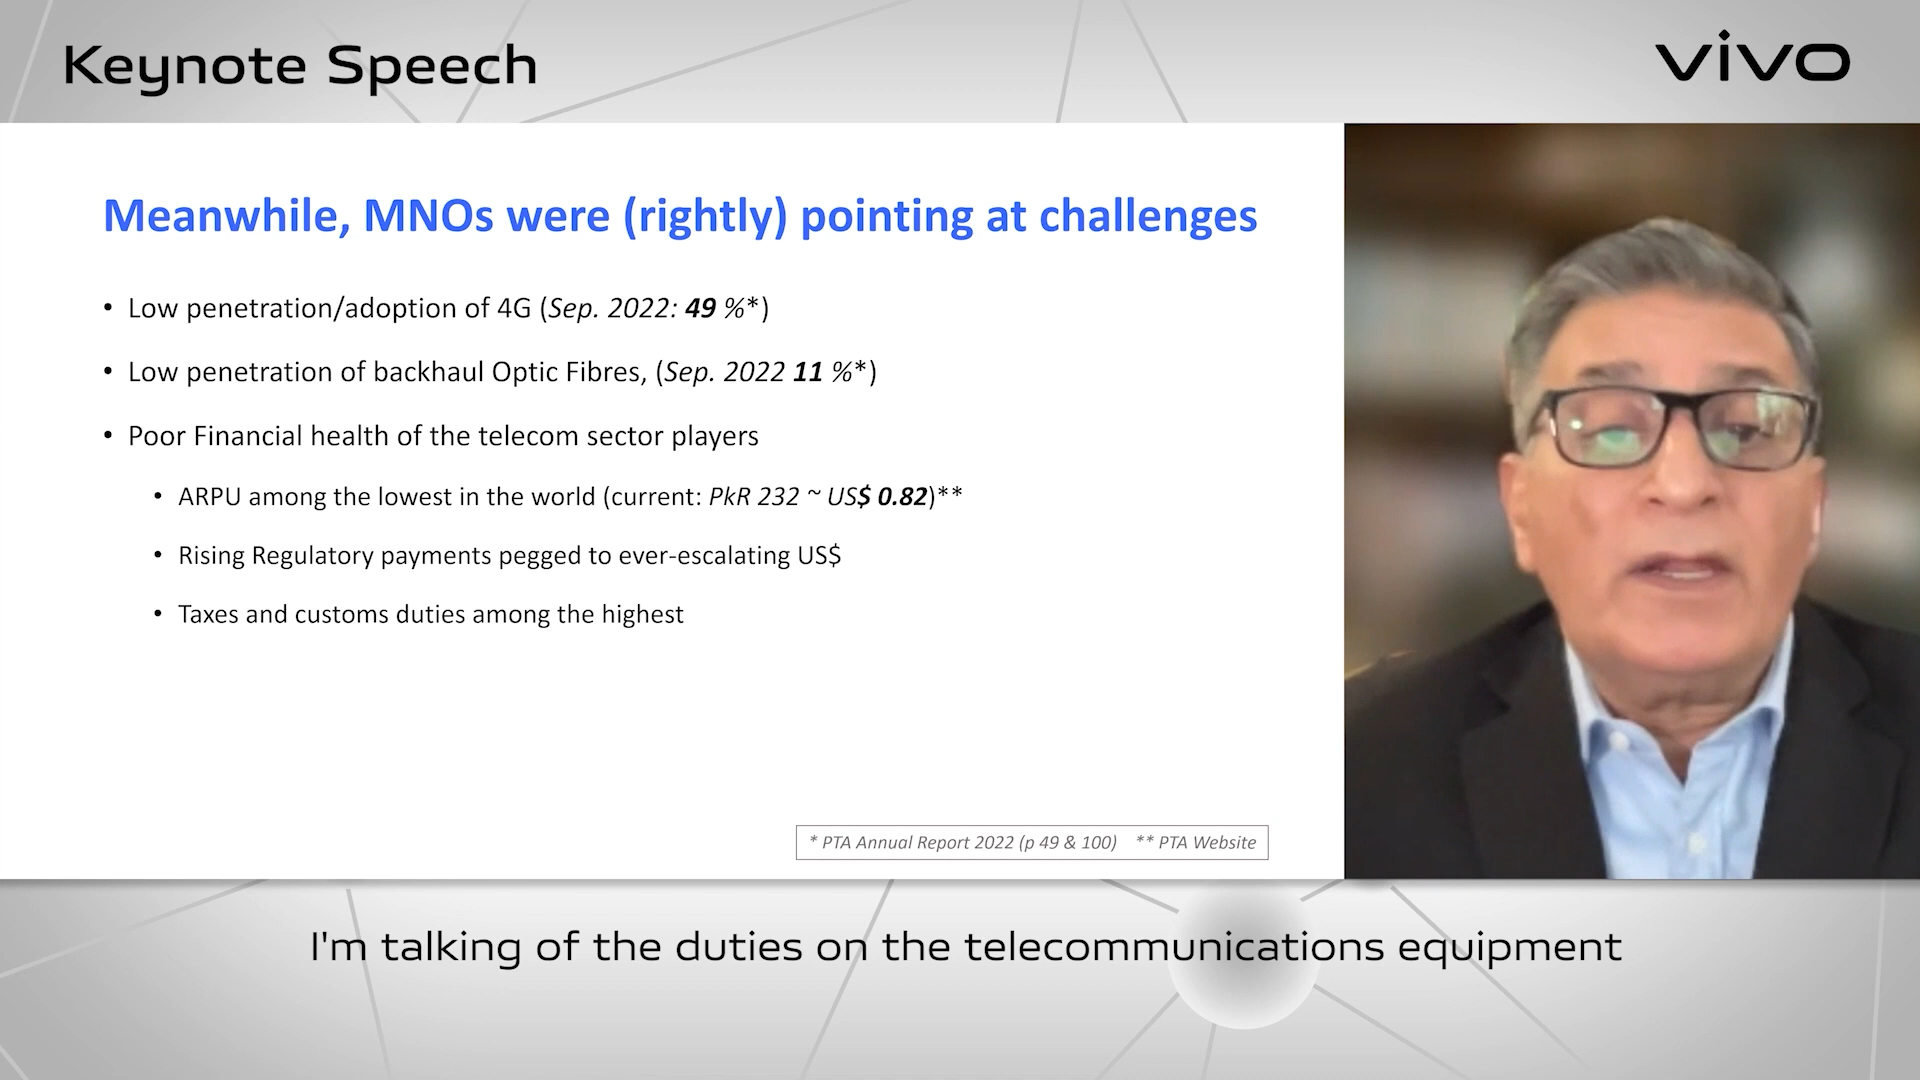 Keynote Speech
vivo
Meanwhile, MNOs were (rightly) pointing at challenges
• Low penetration/adoption of 4G (Sep. 2022: 49 %*)
• Low penetration of backhaul Optic Fibres, (Sep. 2022 11 %*)
• Poor Financial health of the telecom sector players
• ARPU among the lowest in the world (current: PkR 232 ~ US$ 0.82)**
• Rising Regulatory payments pegged to ever-escalating US$
• Taxes and customs duties among the highest
* PTA Annual Report 2022 (p 49 & 100) ** PTA Website
I'm talking of the duties on the telecommunications equipment